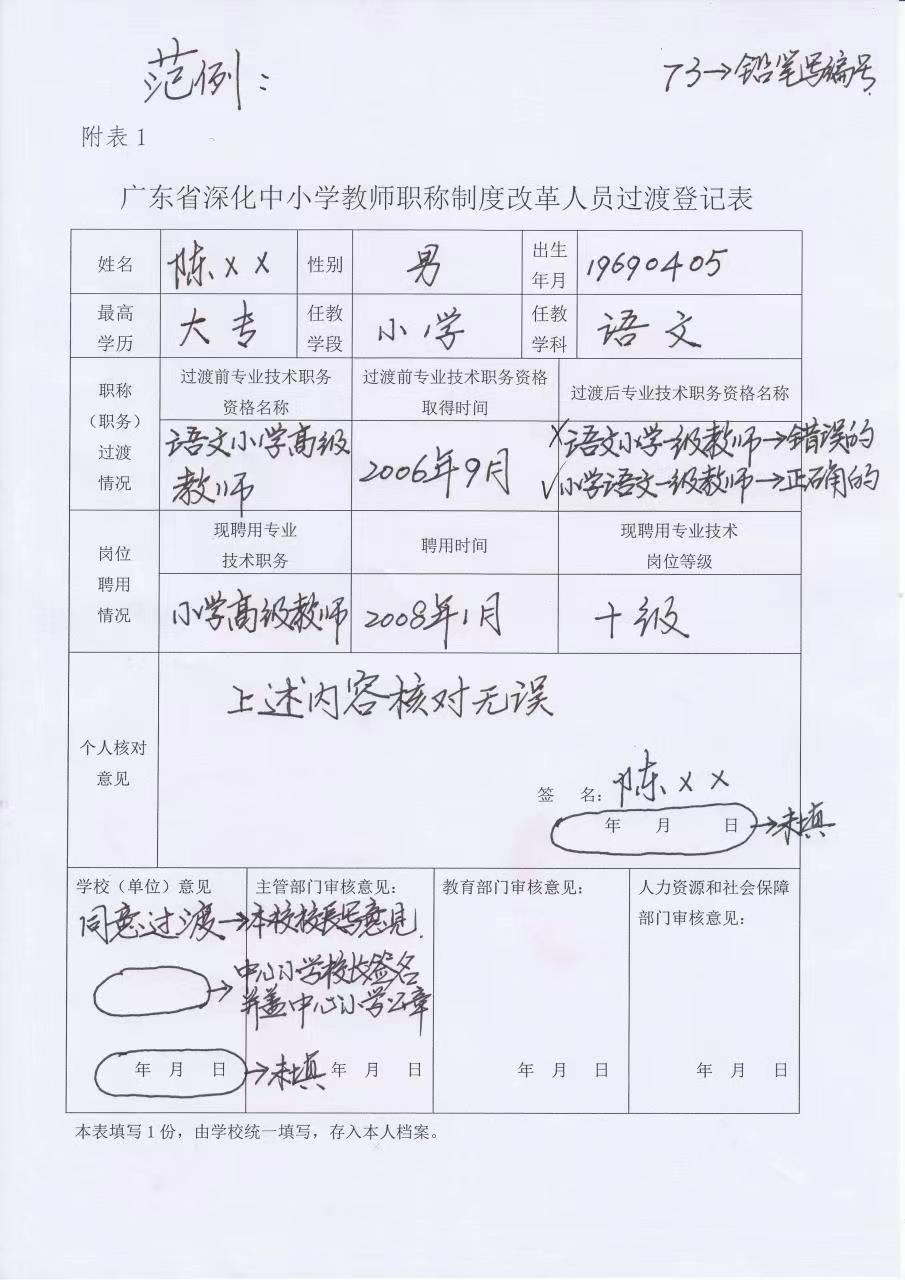 范例：
73→铅笔写编号.
附表1
广东省深化中小学教师职称制度改革人员过渡登记表
姓名 陈×× 性别 男 出生年月 19690405
最高学历 大专 任教学段 小学 任教学科 语文
职称（职务）过渡情况
过渡前专业技术职务资格名称 过渡前专业技术职务资格取得时间 过渡后专业技术职务资格名称
语文小学高级教师 2006年9月
×语文小学一级教师→错误的
√小学语文一级教师→正确的
岗位聘用情况
现聘用专业技术职务 聘用时间 现聘用专业技术岗位等级
小学高级教师 2008年1月 十级
个人核对意见
上述内容核对无误
签 名：陈××
年 月 日→未填
学校（单位）意见 主管部门审核意见： 教育部门审核意见： 人力资源和社会保障部门审核意见：
同意过渡→本校校长写意见.
→中心小学校长签名
并盖中心小学公章
年 月 日→未填 年 月 日 年 月 日 年 月 日
本表填写1份，由学校统一填写，存入本人档案。